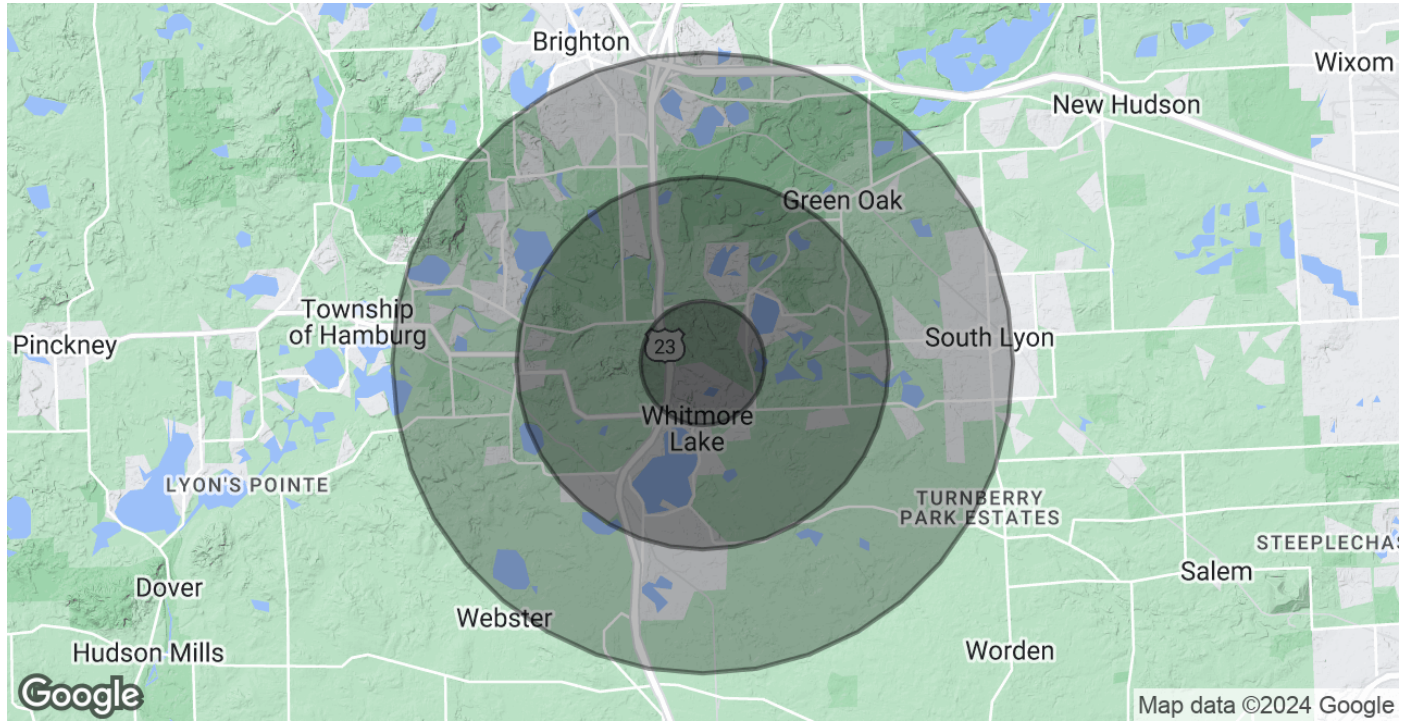 Brighton
Wixom
New Hudson
Green Oak
Township
of Hamburg
Pinckney
23
South Lyon
Whitmore
Lake
LYON'S POINTE
TURNBERRY
PARK ESTATES
STEEPLECHAS
Salem
Dover
Webster
Hudson Mills
Worden
Google
Map data ©2024 Google